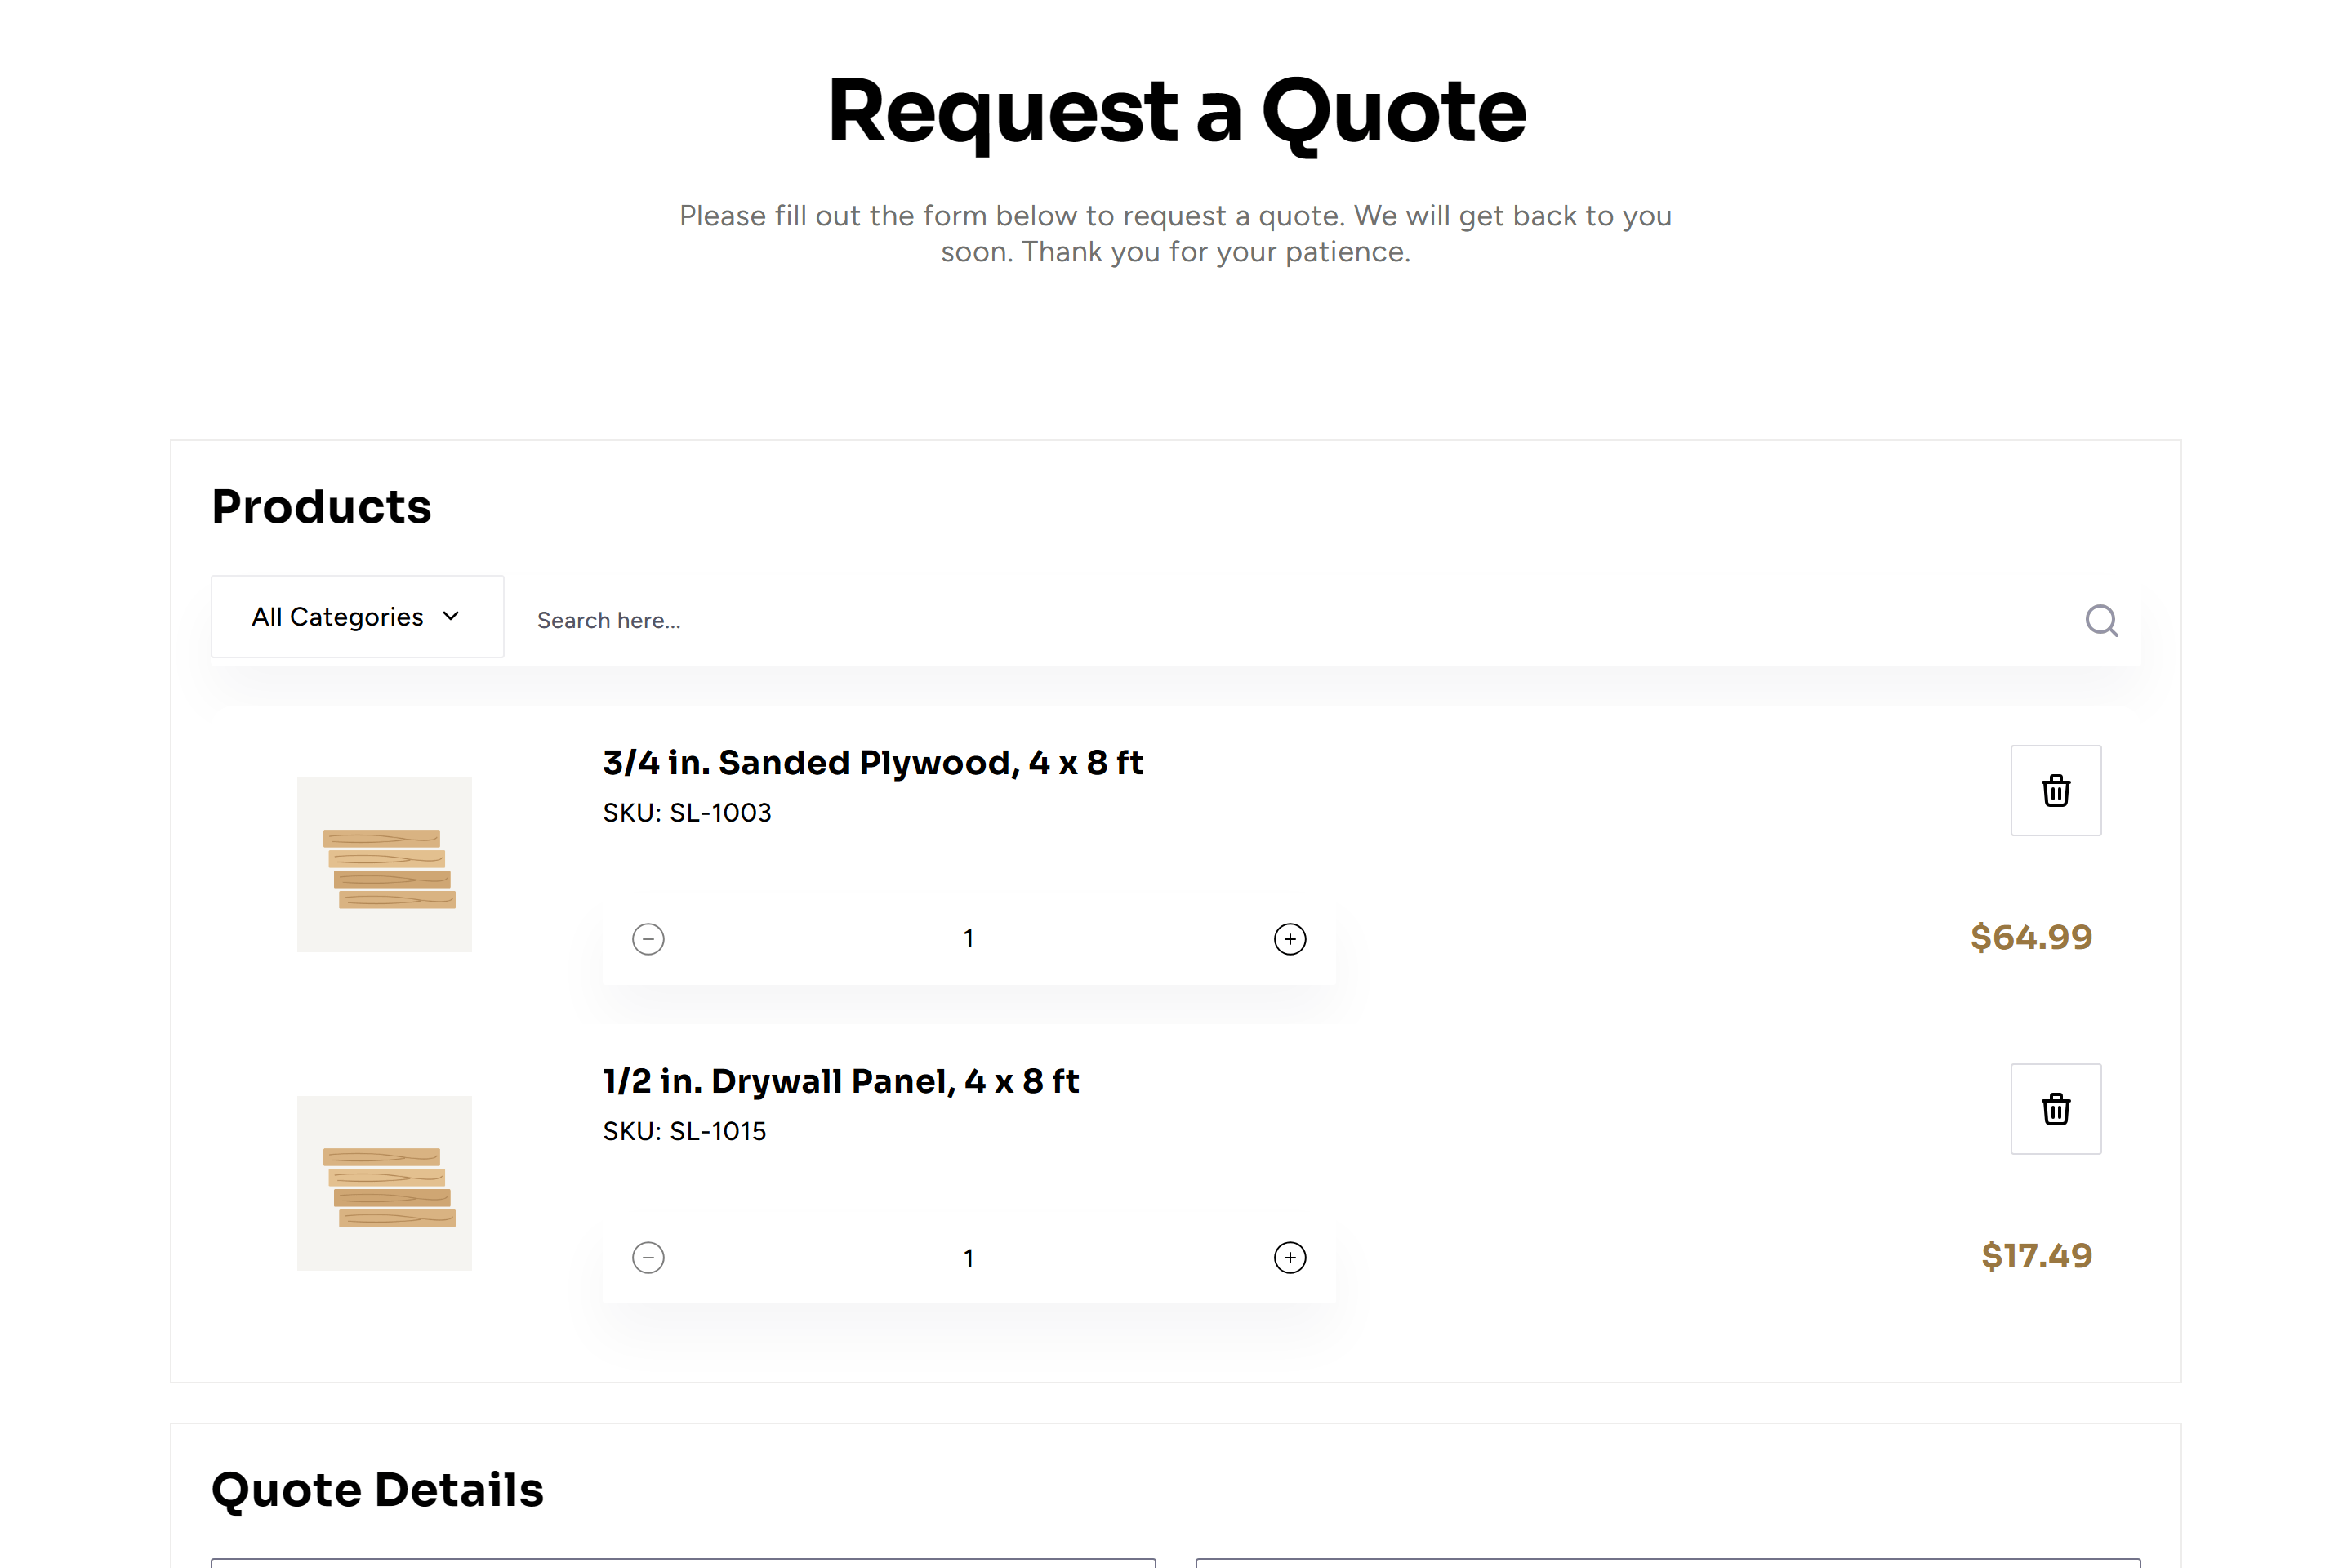 Request a Quote
Please fill out the form below to request a quote. We will get back to you
soon. Thank you for your patience.
Products
All Categories
Search here...
3/4 in. Sanded Plywood, 4 x 8 ft
SKU: SL-1003
1
$64.99
1/2 in. Drywall Panel, 4 x 8 ft
SKU: SL-1015
1
$17.49
Quote Details